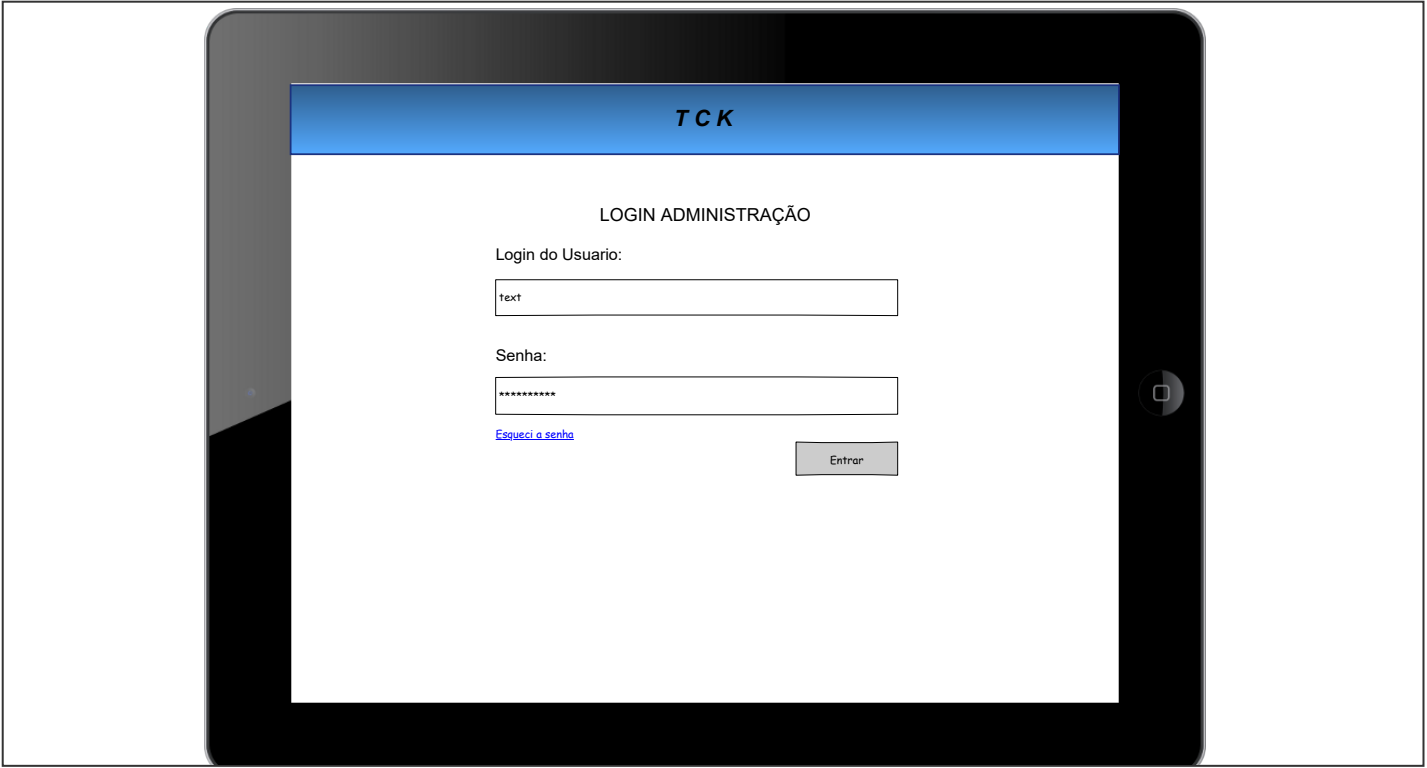 T C K
LOGIN ADMINISTRAÇÃO
Login do Usuario:
text
Senha:
**********
Esqueci a senha
Entrar